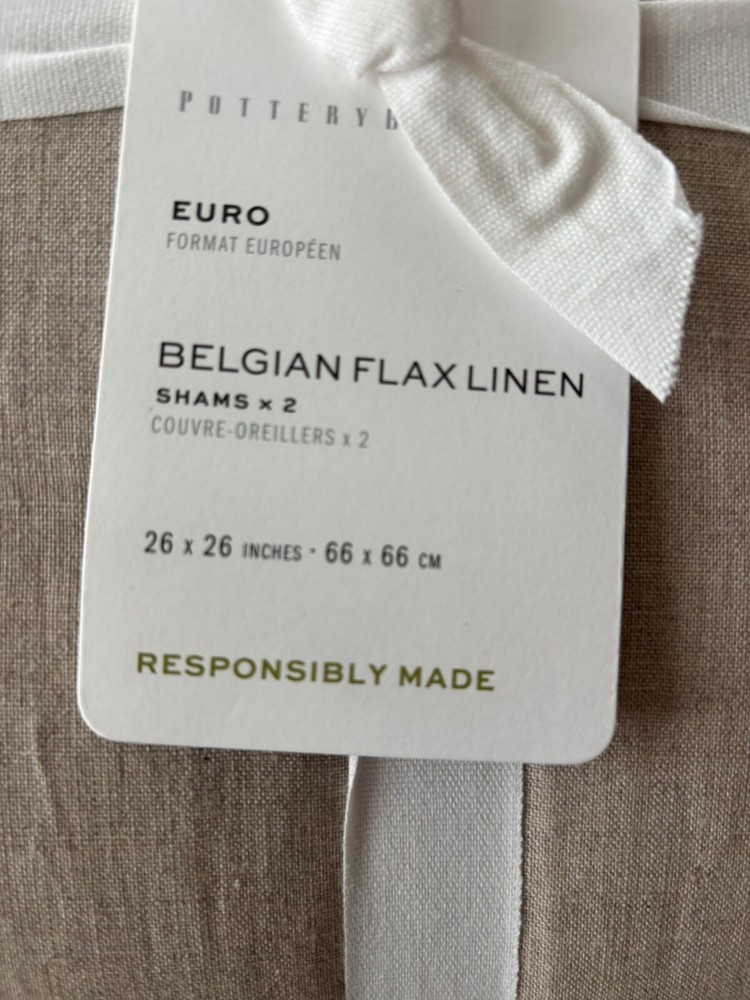 POTTERY B
EURO
FORMAT EUROPÉEN
BELGIAN FLAX LINEN
SHAMS x 2
COUVRE-OREILLERS x 2
26 x 26 INCHES · 66 x 66 CM
RESPONSIBLY MADE